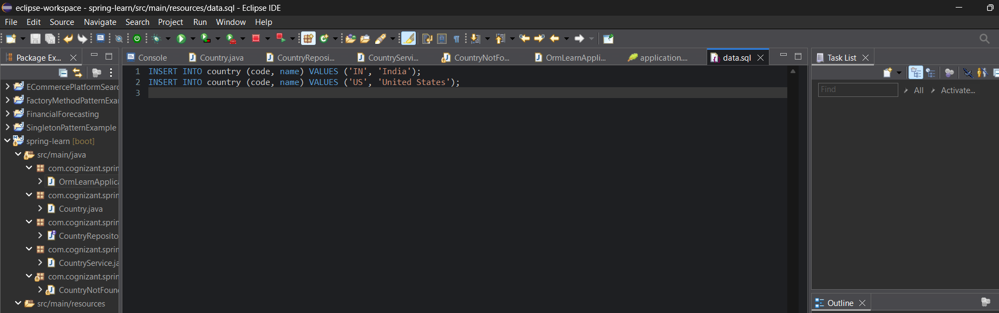 eclipse-workspace - spring-learn/src/main/resources/data.sql - Eclipse IDE
File Edit Source Navigate Search Project Run Window Help
Package Ex...
Console
Country.java
CountryReposi...
CountryServi...
CountryNotFo...
OrmLearnAppli...
application....
data.sql
Task List
ECommercePlatformSearc
FactoryMethodPatternExa
FinancialForecasting
SingletonPatternExample
spring-learn [boot]
src/main/java
com.cognizant.sprin
OrmLearnApplica
com.cognizant.sprin
Country.java
com.cognizant.sprin
CountryReposito
com.cognizant.sprin
CountryService.ja
com.cognizant.sprin
CountryNotFoun
src/main/resources
1 INSERT INTO country (code, name) VALUES ('IN', 'India');
2 INSERT INTO country (code, name) VALUES ('US', 'United States');
3
Find All Activate...
Outline